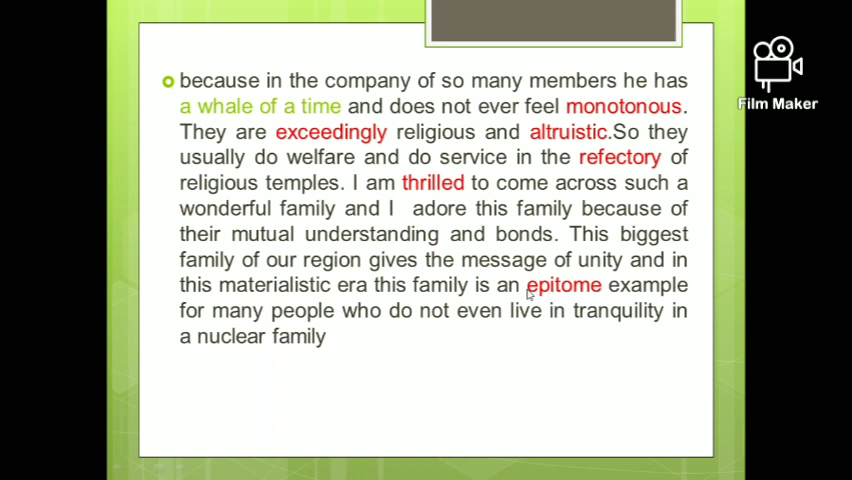 because in the company of so many members he has
a whale of a time and does not ever feel monotonous.
They are exceedingly religious and altruistic.So they
usually do welfare and do service in the refectory of
religious temples. I am thrilled to come across such a
wonderful family and I adore this family because of
their mutual understanding and bonds. This biggest
family of our region gives the message of unity and in
this materialistic era this family is an epitome example
for many people who do not even live in tranquility in
a nuclear family
Film Maker